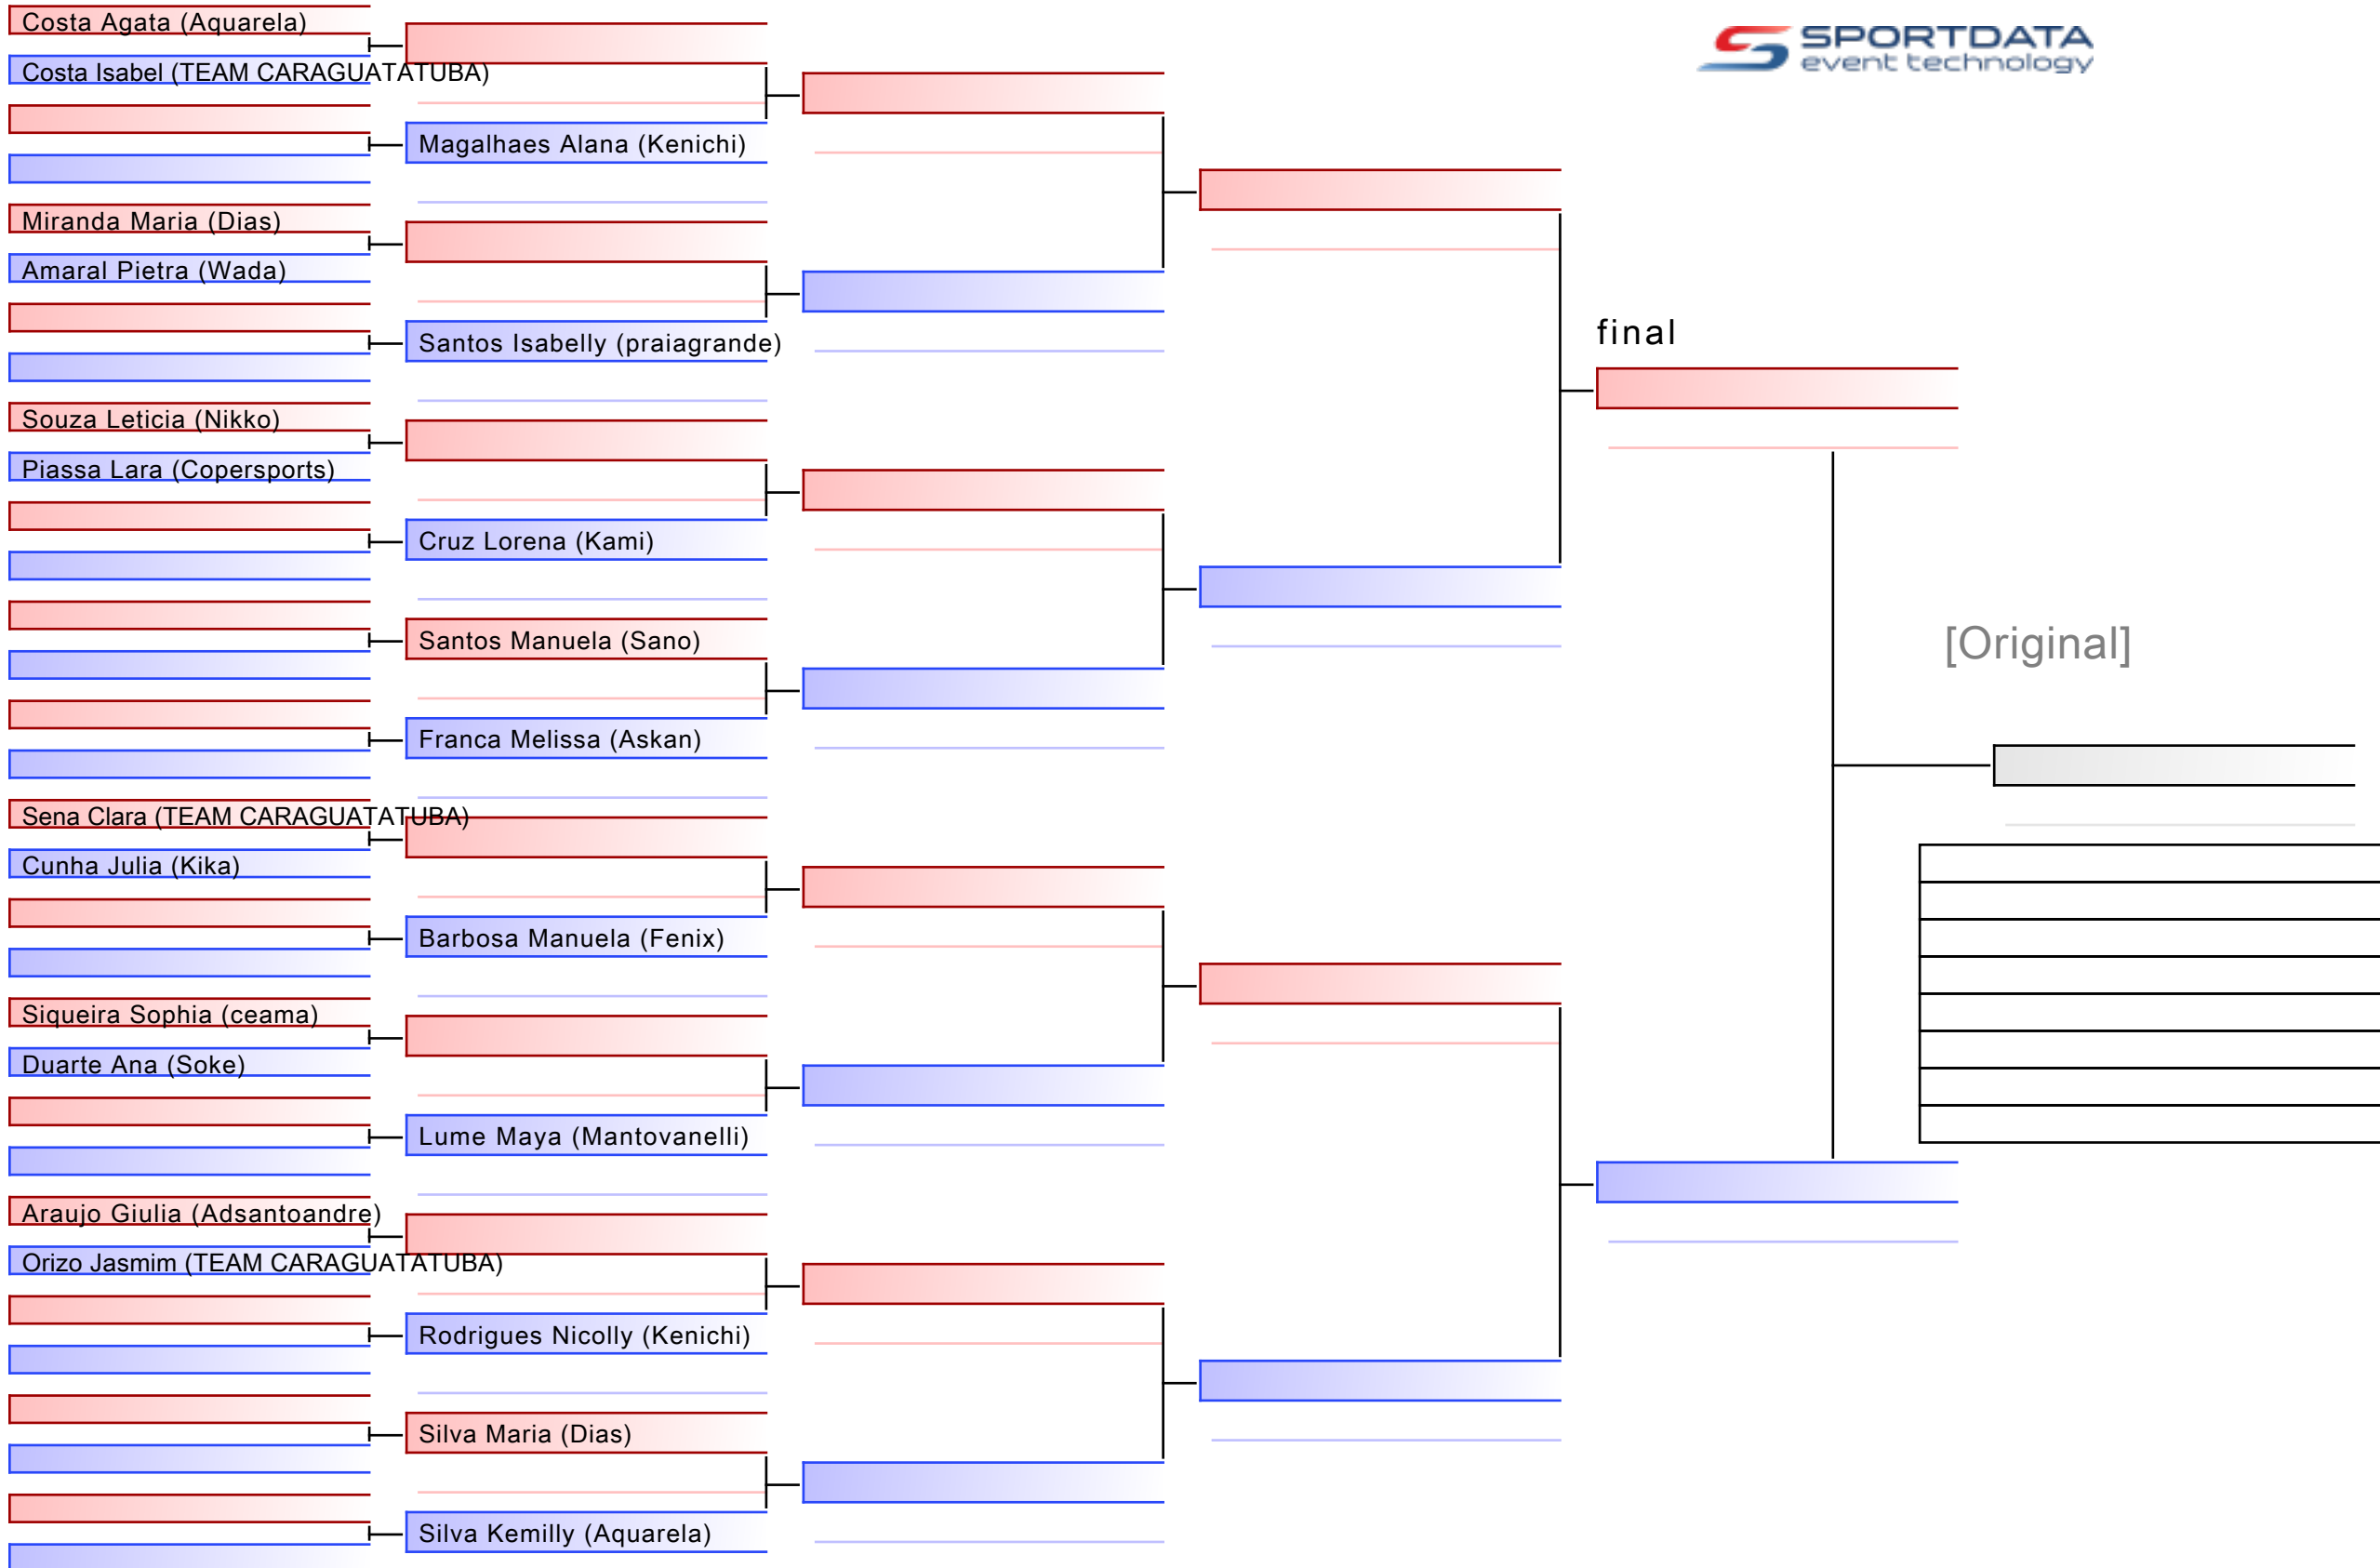 Costa Agata (Aquarela)
Costa Isabel (TEAM CARAGUATATUBA)
Magalhaes Alana (Kenichi)
Miranda Maria (Dias)
Amaral Pietra (Wada)
Santos Isabelly (praiagrande)
Souza Leticia (Nikko)
Piassa Lara (Copersports)
Cruz Lorena (Kami)
Santos Manuela (Sano)
Franca Melissa (Askan)
Sena Clara (TEAM CARAGUATATUBA)
Cunha Julia (Kika)
Barbosa Manuela (Fenix)
Siqueira Sophia (ceama)
Duarte Ana (Soke)
Lume Maya (Mantovanelli)
Araujo Giulia (Adsantoandre)
Orizo Jasmim (TEAM CARAGUATATUBA)
Rodrigues Nicolly (Kenichi)
Silva Maria (Dias)
Silva Kemilly (Aquarela)
final
SPORTDATA
event technology
[Original]